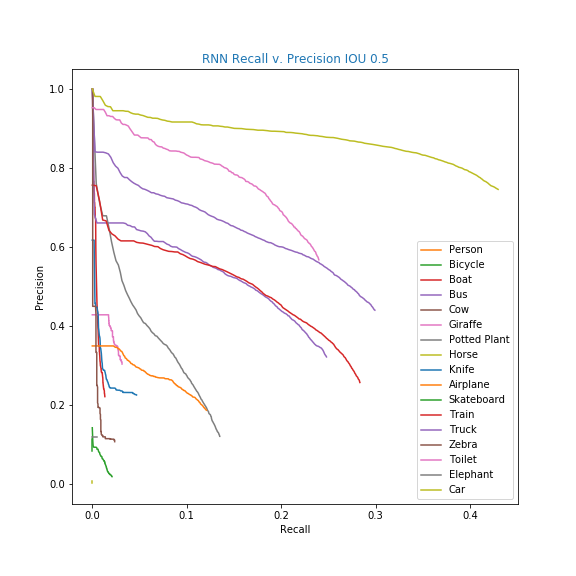 RNN Recall v. Precision IOU 0.5
1.0
0.8
0.6
0.4
0.2
0.0
Precision
0.0
0.1
0.2
0.3
0.4
Recall
Person
Bicycle
Boat
Bus
Cow
Giraffe
Potted Plant
Horse
Knife
Airplane
Skateboard
Train
Truck
Zebra
Toilet
Elephant
Car